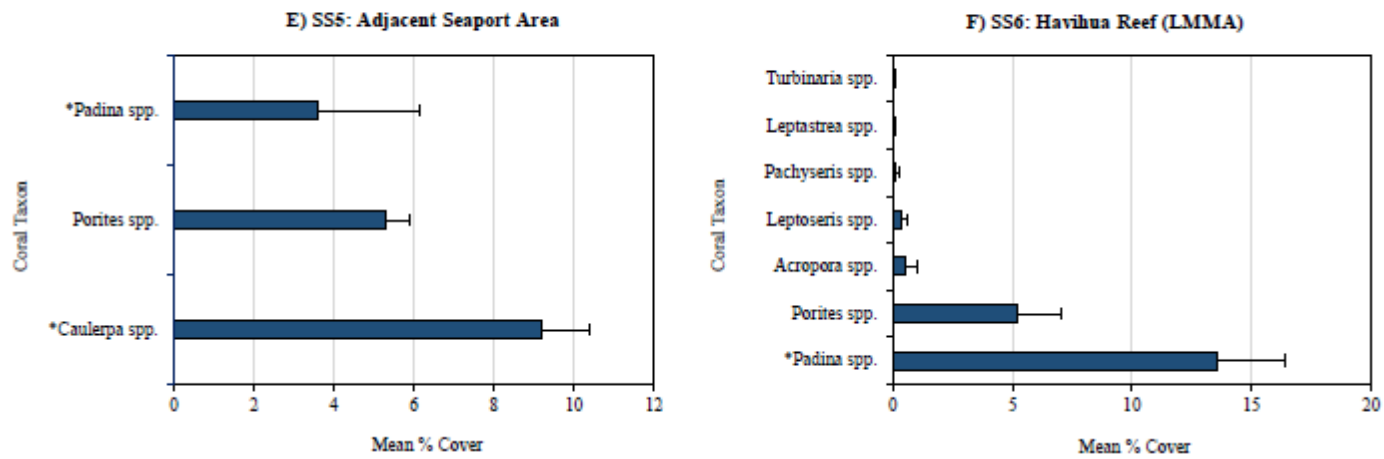 E) SS5: Adjacent Seaport Area
Coral Taxon
*Padina spp.
Porites spp.
*Caulerpa spp.
0 2 4 6 8 10 12
Mean % Cover
F) SS6: Havihua Reef (LMMA)
Coral Taxon
Turbinaria spp.
Leptastrea spp.
Pachyseris spp.
Leptoseris spp.
Acropora spp.
Porites spp.
*Padina spp.
0 5 10 15 20
Mean % Cover